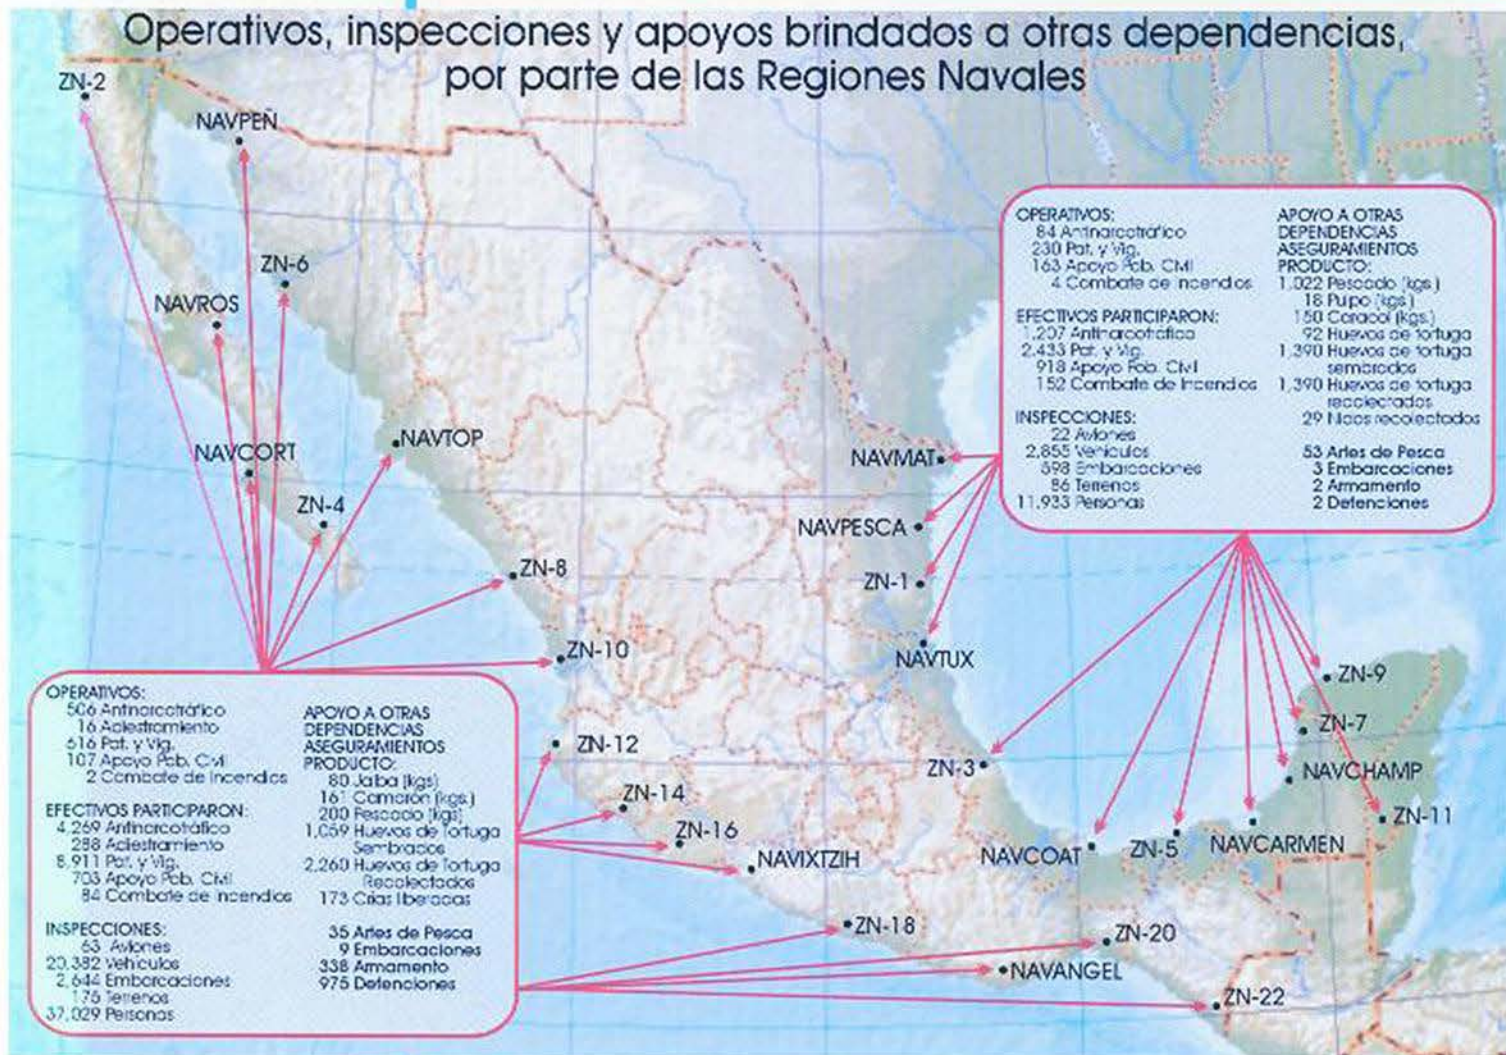 Operativos, inspecciones y apoyos brindados a otras dependencias,
por parte de las Regiones Navales
ZN-2
NAVPEÑ
ZN-6
NAVROS
NAVCORT
NAVTOP
ZN-4
ZN-8
ZN-10
ZN-12
ZN-14
ZN-16
NAVIXTZIH
ZN-18
ZN-20
NAVANGEL
ZN-22
NAVMAT
NAVPESCA
ZN-1
NAVTUX
ZN-3
NAVCOAT
ZN-5
NAVCARMEN
NAVCHAMP
ZN-11
ZN-7
ZN-9
OPERATIVOS:
84 Antinarcotráfico
230 Pat. y Vig.
163 Apoyo Pob. Civil
4 Combate de Incendios
EFECTIVOS PARTICIPARON:
1,207 Antinarcotráfico
2,433 Pat. y Vig.
918 Apoyo Pob. Civil
152 Combate de Incendios
INSPECCIONES:
22 Aviones
2,855 Vehículos
598 Embarcaciones
86 Terrenos
11,933 Personas
APOYO A OTRAS
DEPENDENCIAS
ASEGURAMIENTOS
PRODUCTO:
1,022 Pescado (kgs.)
18 Pulpo (kgs.)
150 Caracol (kgs.)
92 Huevos de tortuga
1,390 Huevos de tortuga
sembrados
1,390 Huevos de tortuga
recolectados
29 Nidos recolectados
53 Artes de Pesca
3 Embarcaciones
2 Armamento
2 Detenciones
OPERATIVOS:
506 Antinarcotráfico
16 Adiestramiento
616 Pat. y Vig.
107 Apoyo Pob. Civil
2 Combate de Incendios
EFECTIVOS PARTICIPARON:
4,269 Antinarcotráfico
288 Adiestramiento
8,911 Pat. y Vig.
703 Apoyo Pob. Civil
84 Combate de Incendios
INSPECCIONES:
63 Aviones
20,382 Vehículos
2,644 Embarcaciones
175 Terrenos
37,029 Personas
APOYO A OTRAS
DEPENDENCIAS
ASEGURAMIENTOS
PRODUCTO:
80 Jaiba (kgs)
161 Camarón (kgs.)
200 Pescado (kgs)
1,059 Huevos de Tortuga
Sembrados
2,260 Huevos de Tortuga
Recolectados
173 Crías liberadas
35 Artes de Pesca
9 Embarcaciones
338 Armamento
975 Detenciones